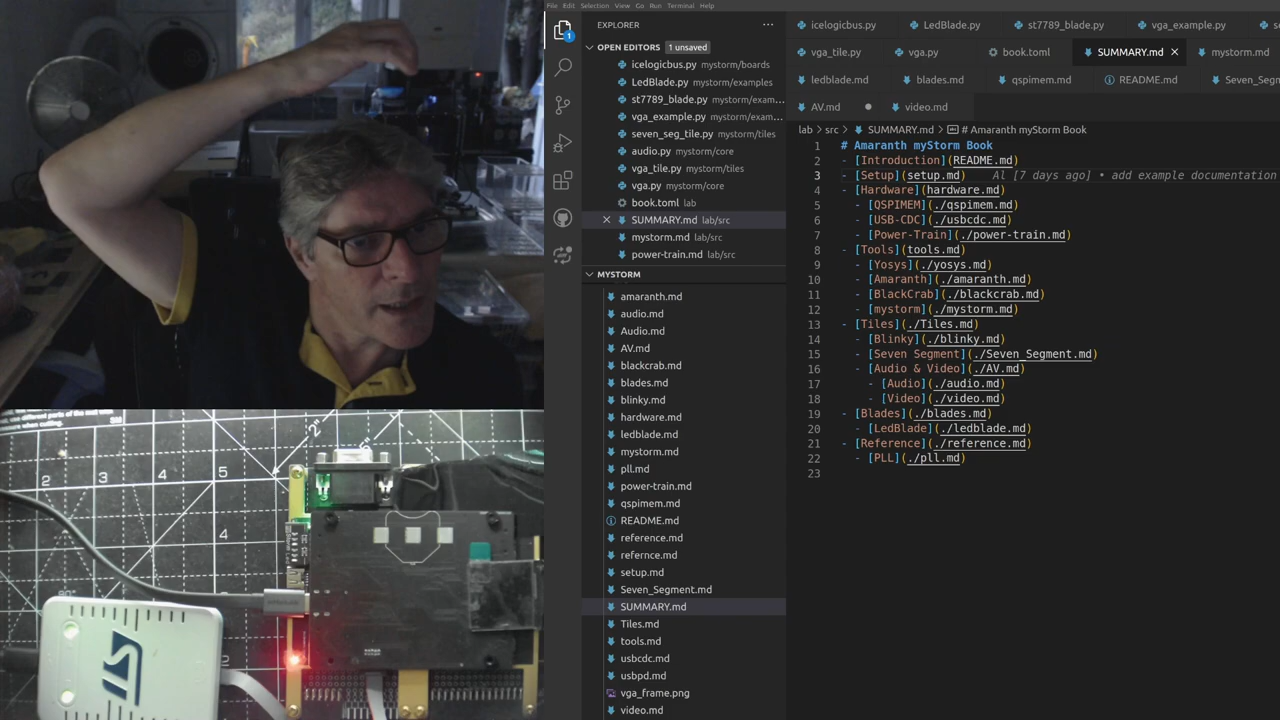 File Edit Selection View Go Run Terminal Help
EXPLORER
OPEN EDITORS 1 unsaved
icelogicbus.py mystorm/boards
LedBlade.py mystorm/examples
st7789_blade.py mystorm/exam...
vga_example.py mystorm/exam...
seven_seg_tile.py mystorm/tiles
audio.py mystorm/core
vga_tile.py mystorm/tiles
vga.py mystorm/core
book.toml lab
SUMMARY.md lab/src
mystorm.md lab/src
power-train.md lab/src
MYSTORM
amaranth.md
audio.md
Audio.md
AV.md
blackcrab.md
blades.md
blinky.md
hardware.md
ledblade.md
mystorm.md
pll.md
power-train.md
qspimem.md
README.md
reference.md
refernce.md
setup.md
Seven_Segment.md
SUMMARY.md
Tiles.md
tools.md
usbcdc.md
usbpd.md
vga_frame.png
video.md
icelogicbus.py LedBlade.py st7789_blade.py vga_example.py
vga_tile.py vga.py book.toml SUMMARY.md mystorm.md
ledblade.md blades.md qspimem.md README.md Seven_Segm
AV.md video.md
lab > src > SUMMARY.md > # Amaranth myStorm Book
1 # Amaranth myStorm Book
2 - [Introduction](README.md)
3 - [Setup](setup.md) Al [7 days ago] • add example documentation
4 - [Hardware](hardware.md)
5 - [QSPIMEM](./qspimem.md)
6 - [USB-CDC](./usbcdc.md)
7 - [Power-Train](./power-train.md)
8 - [Tools](tools.md)
9 - [Yosys](./yosys.md)
10 - [Amaranth](./amaranth.md)
11 - [BlackCrab](./blackcrab.md)
12 - [mystorm](./mystorm.md)
13 - [Tiles](./Tiles.md)
14 - [Blinky](./blinky.md)
15 - [Seven Segment](./Seven_Segment.md)
16 - [Audio & Video](./AV.md)
17 - [Audio](./audio.md)
18 - [Video](./video.md)
19 - [Blades](./blades.md)
20 - [LedBlade](./ledblade.md)
21 - [Reference](./reference.md)
22 - [PLL](./pll.md)
23
2 3 5 2"
4